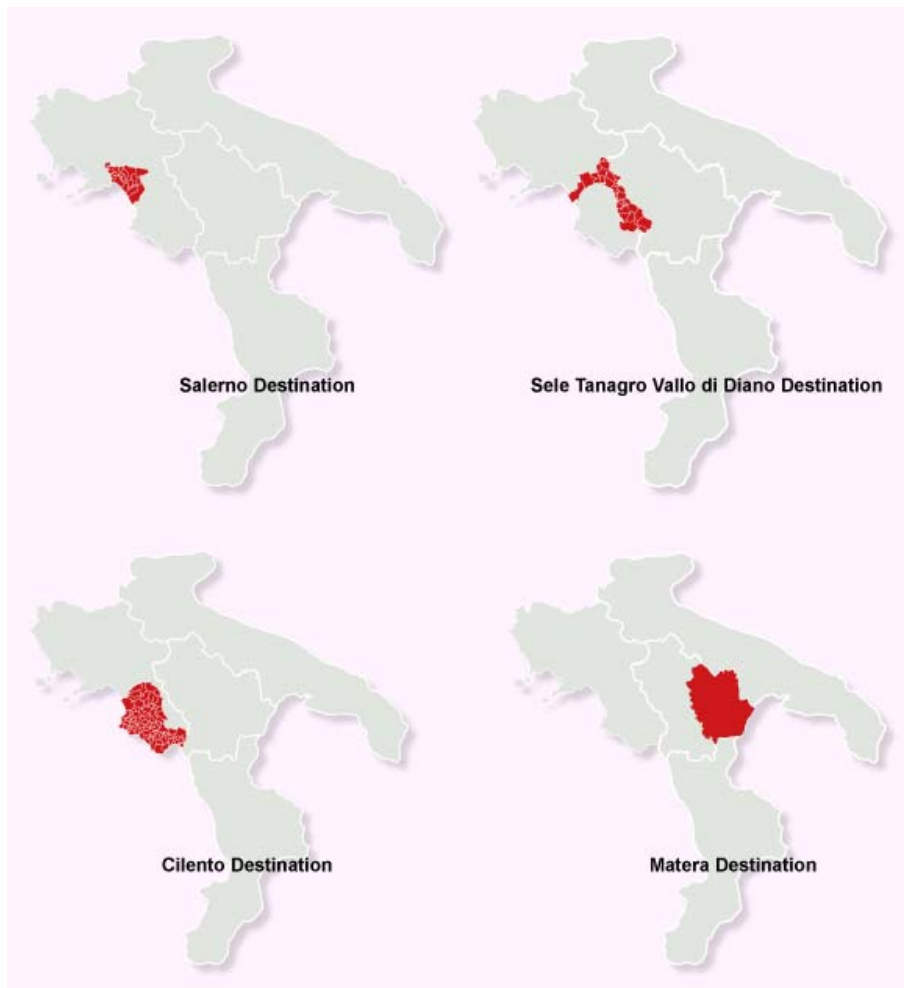 Salerno Destination
Sele Tanagro Vallo di Diano Destination
Cilento Destination
Matera Destination